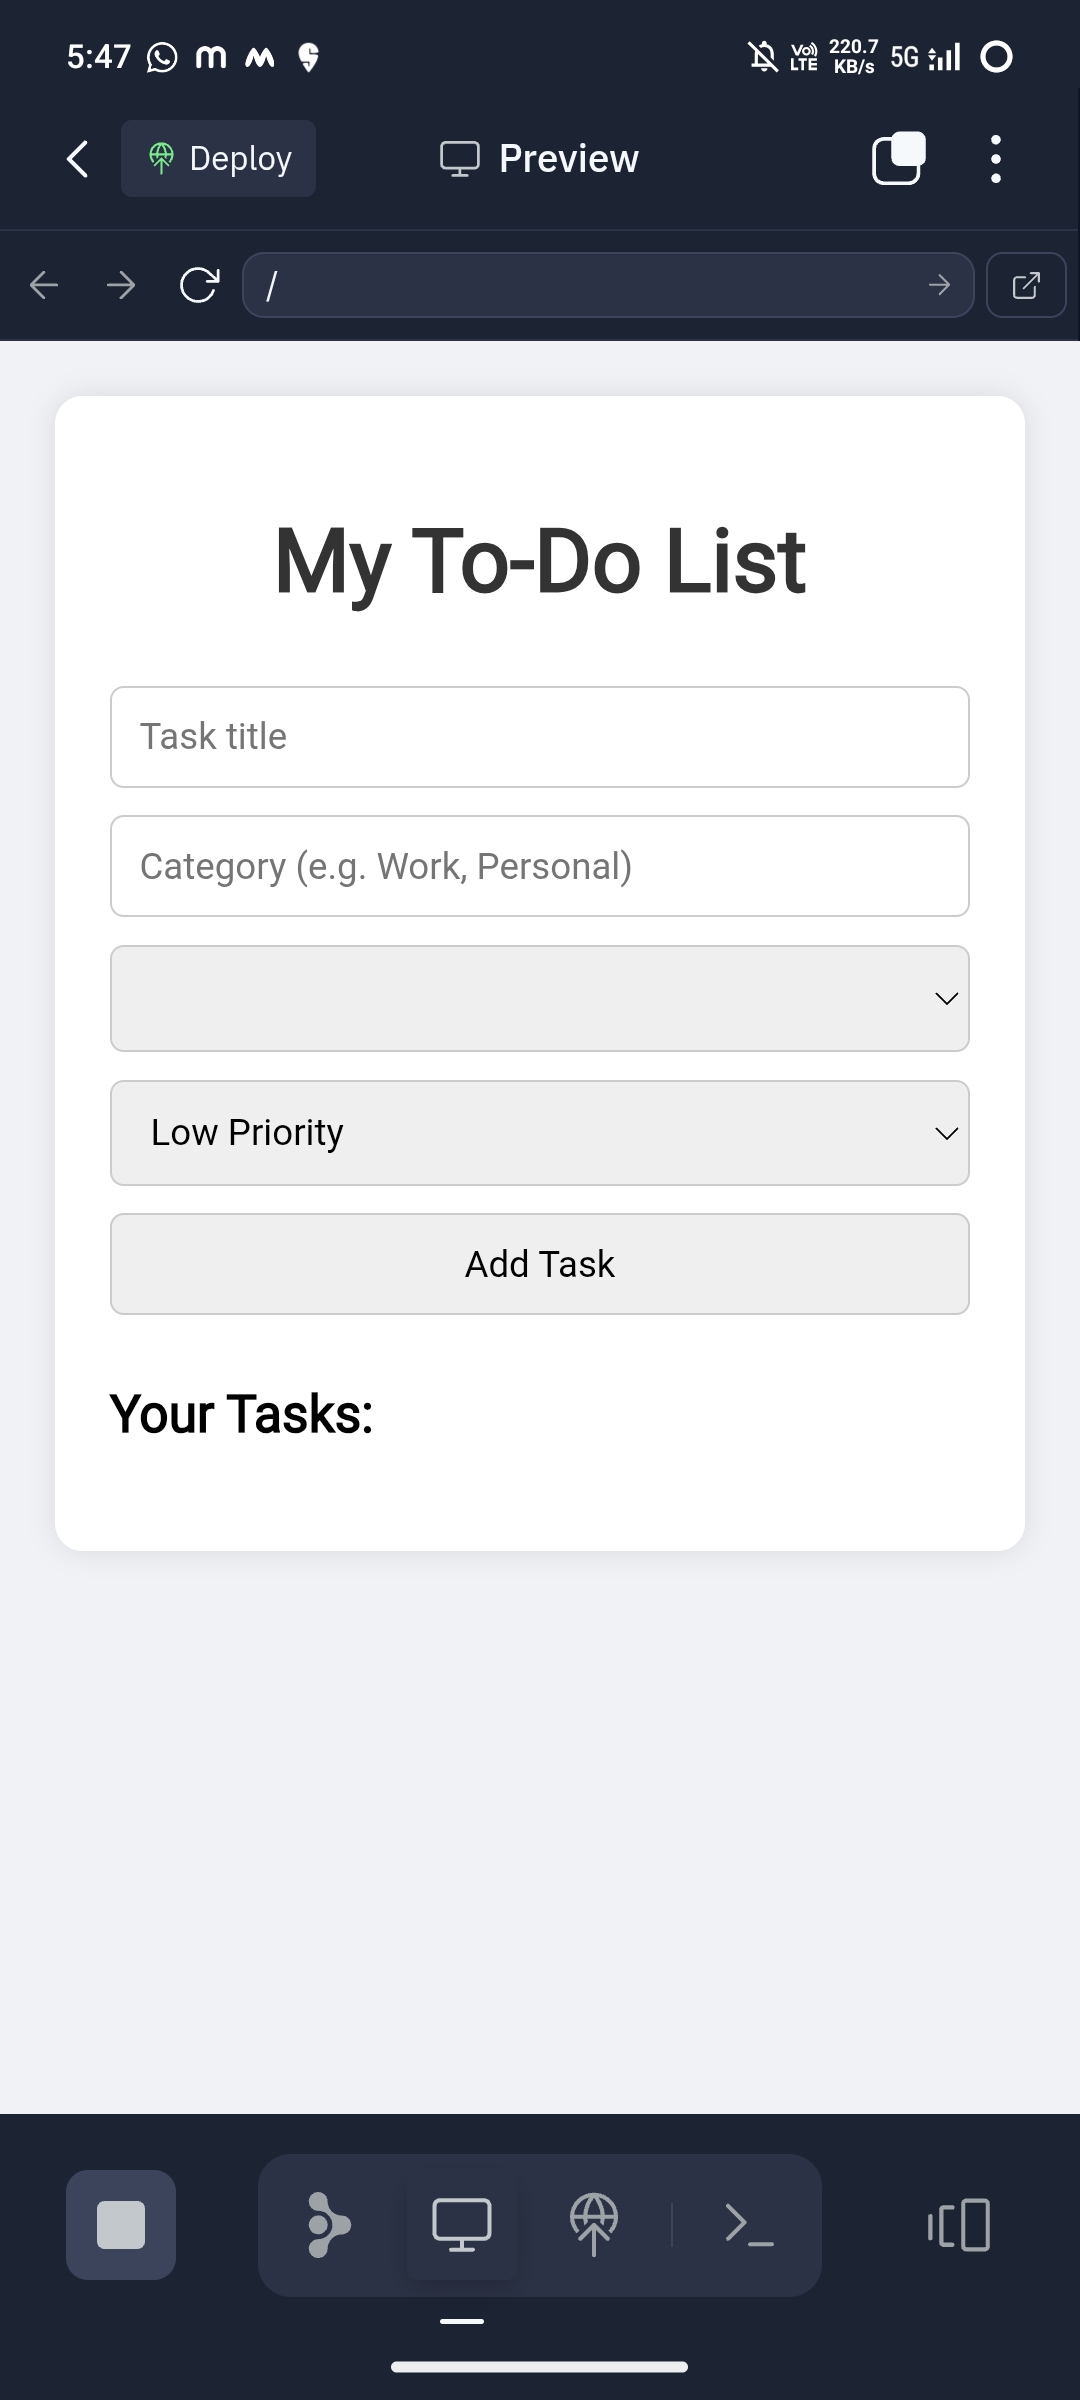 5:47
Vo) LTE 220.7 KB/s 5G
Deploy Preview
/
My To-Do List
Task title
Category (e.g. Work, Personal)
Low Priority
Add Task
Your Tasks: